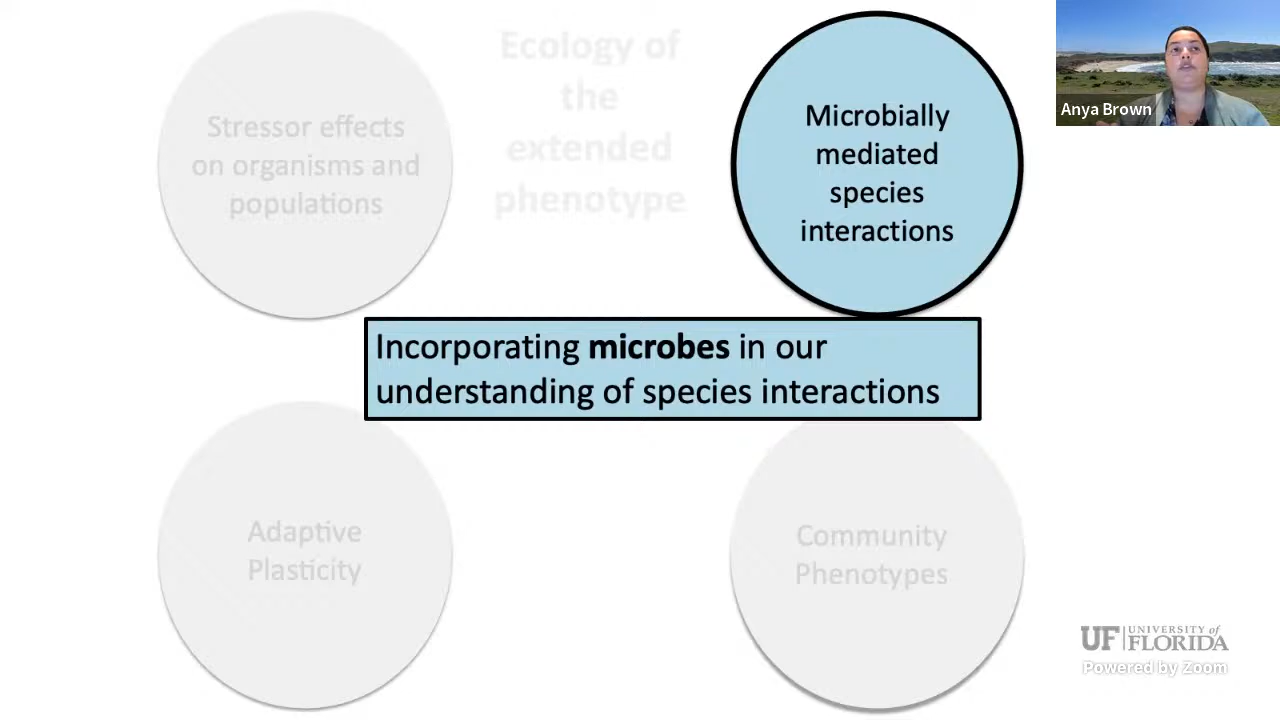 Stressor effects
on organisms and
populations
Ecology of
the
extended
phenotype
Microbially
mediated
species
interactions
Anya Brown
Incorporating microbes in our
understanding of species interactions
Adaptive
Plasticity
Community
Phenotypes
UF UNIVERSITY of
FLORIDA
Powered by Zoom